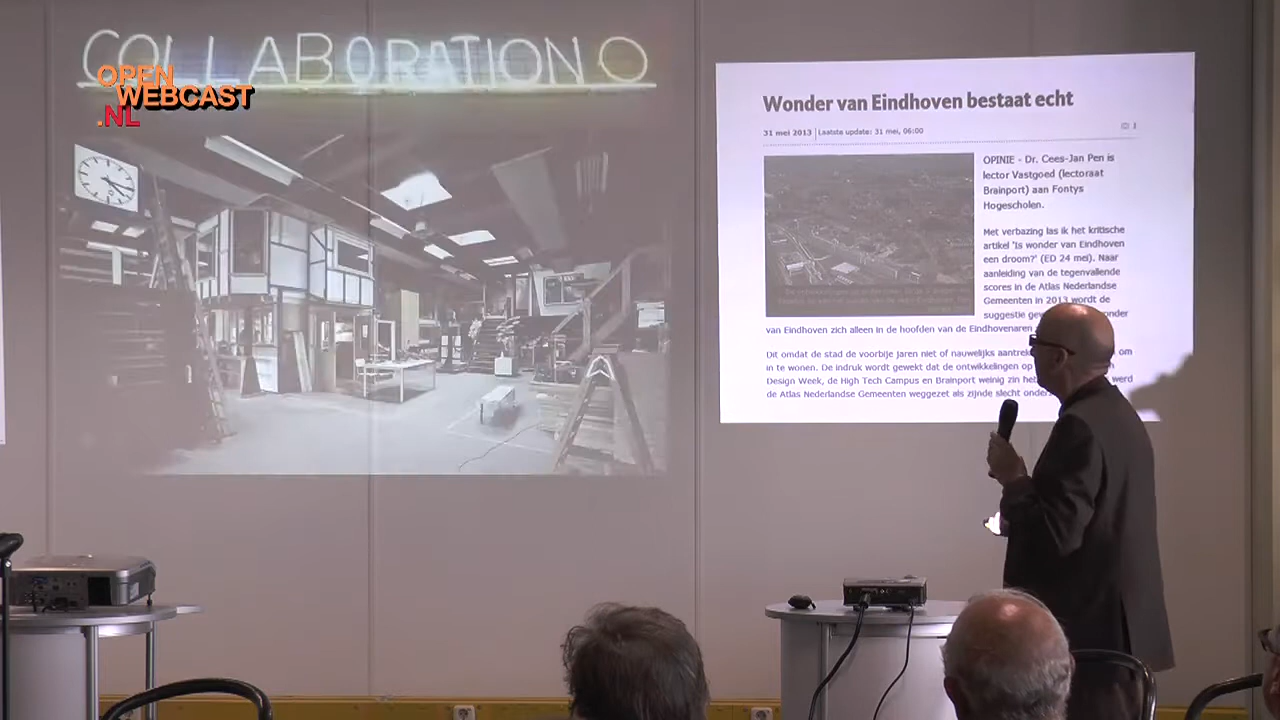 COLLABORATION O
OPEN
WEBCAST
.NL
Wonder van Eindhoven bestaat echt
31 mei 2013 Laatste update: 31 mei, 06:00
1
OPINIE - Dr. Cees-Jan Pen is
lector Vastgoed (lectoraat
Brainport) aan Fontys
Hogescholen.
Met verbazing las ik het kritische
artikel 'Is wonder van Eindhoven
een droom?' (ED 24 mei). Naar
aanleiding van de tegenvallende
scores in de Atlas Nederlandse
Gemeenten in 2013 wordt de
suggestie onder
van Eindhoven zich alleen in de hoofden van de Eindhovenaren
Dit omdat de stad de voorbije jaren niet of nauwelijks om
in te wonen. De indruk wordt gewekt dat de ontwikkelingen op
Design Week, de High Tech Campus en Brainport weinig zin werd
de Atlas Nederlandse Gemeenten weggezet als zijnde slecht